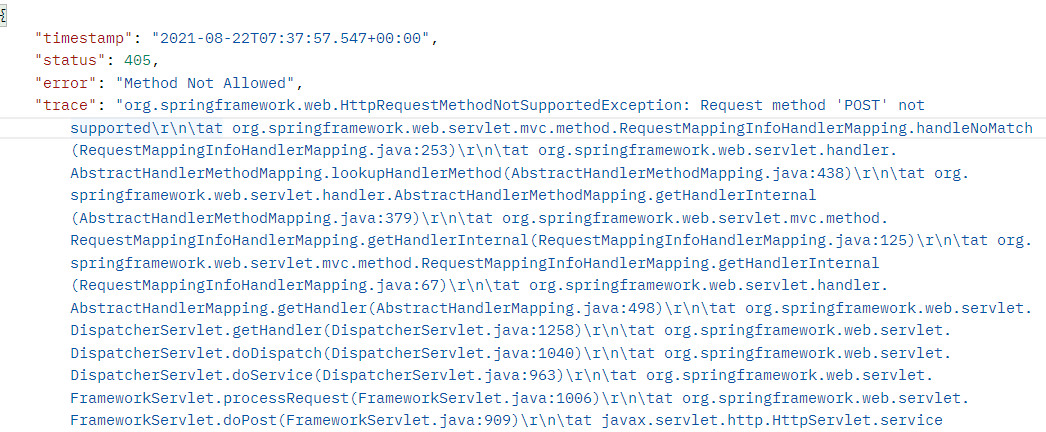 {
"timestamp": "2021-08-22T07:37:57.547+00:00",
"status": 405,
"error": "Method Not Allowed",
"trace": "org.springframework.web.HttpRequestMethodNotSupportedException: Request method 'POST' not
supported\r\n\tat org.springframework.web.servlet.mvc.method.RequestMappingInfoHandlerMapping.handleNoMatch
(RequestMappingInfoHandlerMapping.java:253)\r\n\tat org.springframework.web.servlet.handler.
AbstractHandlerMethodMapping.lookupHandlerMethod(AbstractHandlerMethodMapping.java:438)\r\n\tat org.
springframework.web.servlet.handler.AbstractHandlerMethodMapping.getHandlerInternal
(AbstractHandlerMethodMapping.java:379)\r\n\tat org.springframework.web.servlet.mvc.method.
RequestMappingInfoHandlerMapping.getHandlerInternal(RequestMappingInfoHandlerMapping.java:125)\r\n\tat org.
springframework.web.servlet.mvc.method.RequestMappingInfoHandlerMapping.getHandlerInternal
(RequestMappingInfoHandlerMapping.java:67)\r\n\tat org.springframework.web.servlet.handler.
AbstractHandlerMapping.getHandler(AbstractHandlerMapping.java:498)\r\n\tat org.springframework.web.servlet.
DispatcherServlet.getHandler(DispatcherServlet.java:1258)\r\n\tat org.springframework.web.servlet.
DispatcherServlet.doDispatch(DispatcherServlet.java:1040)\r\n\tat org.springframework.web.servlet.
DispatcherServlet.doService(DispatcherServlet.java:963)\r\n\tat org.springframework.web.servlet.
FrameworkServlet.processRequest(FrameworkServlet.java:1006)\r\n\tat org.springframework.web.servlet.
FrameworkServlet.doPost(FrameworkServlet.java:909)\r\n\tat javax.servlet.http.HttpServlet.service